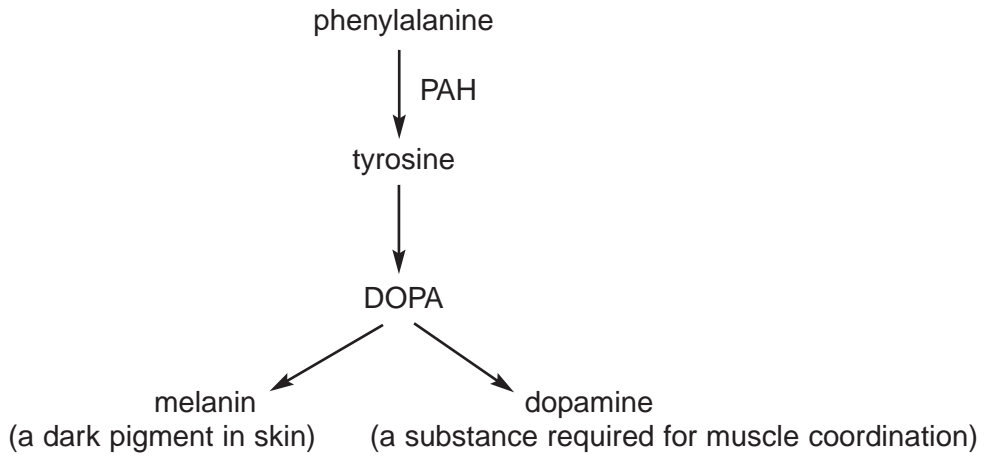 phenylalanine
PAH
tyrosine
DOPA
melanin
(a dark pigment in skin)
dopamine
(a substance required for muscle coordination)